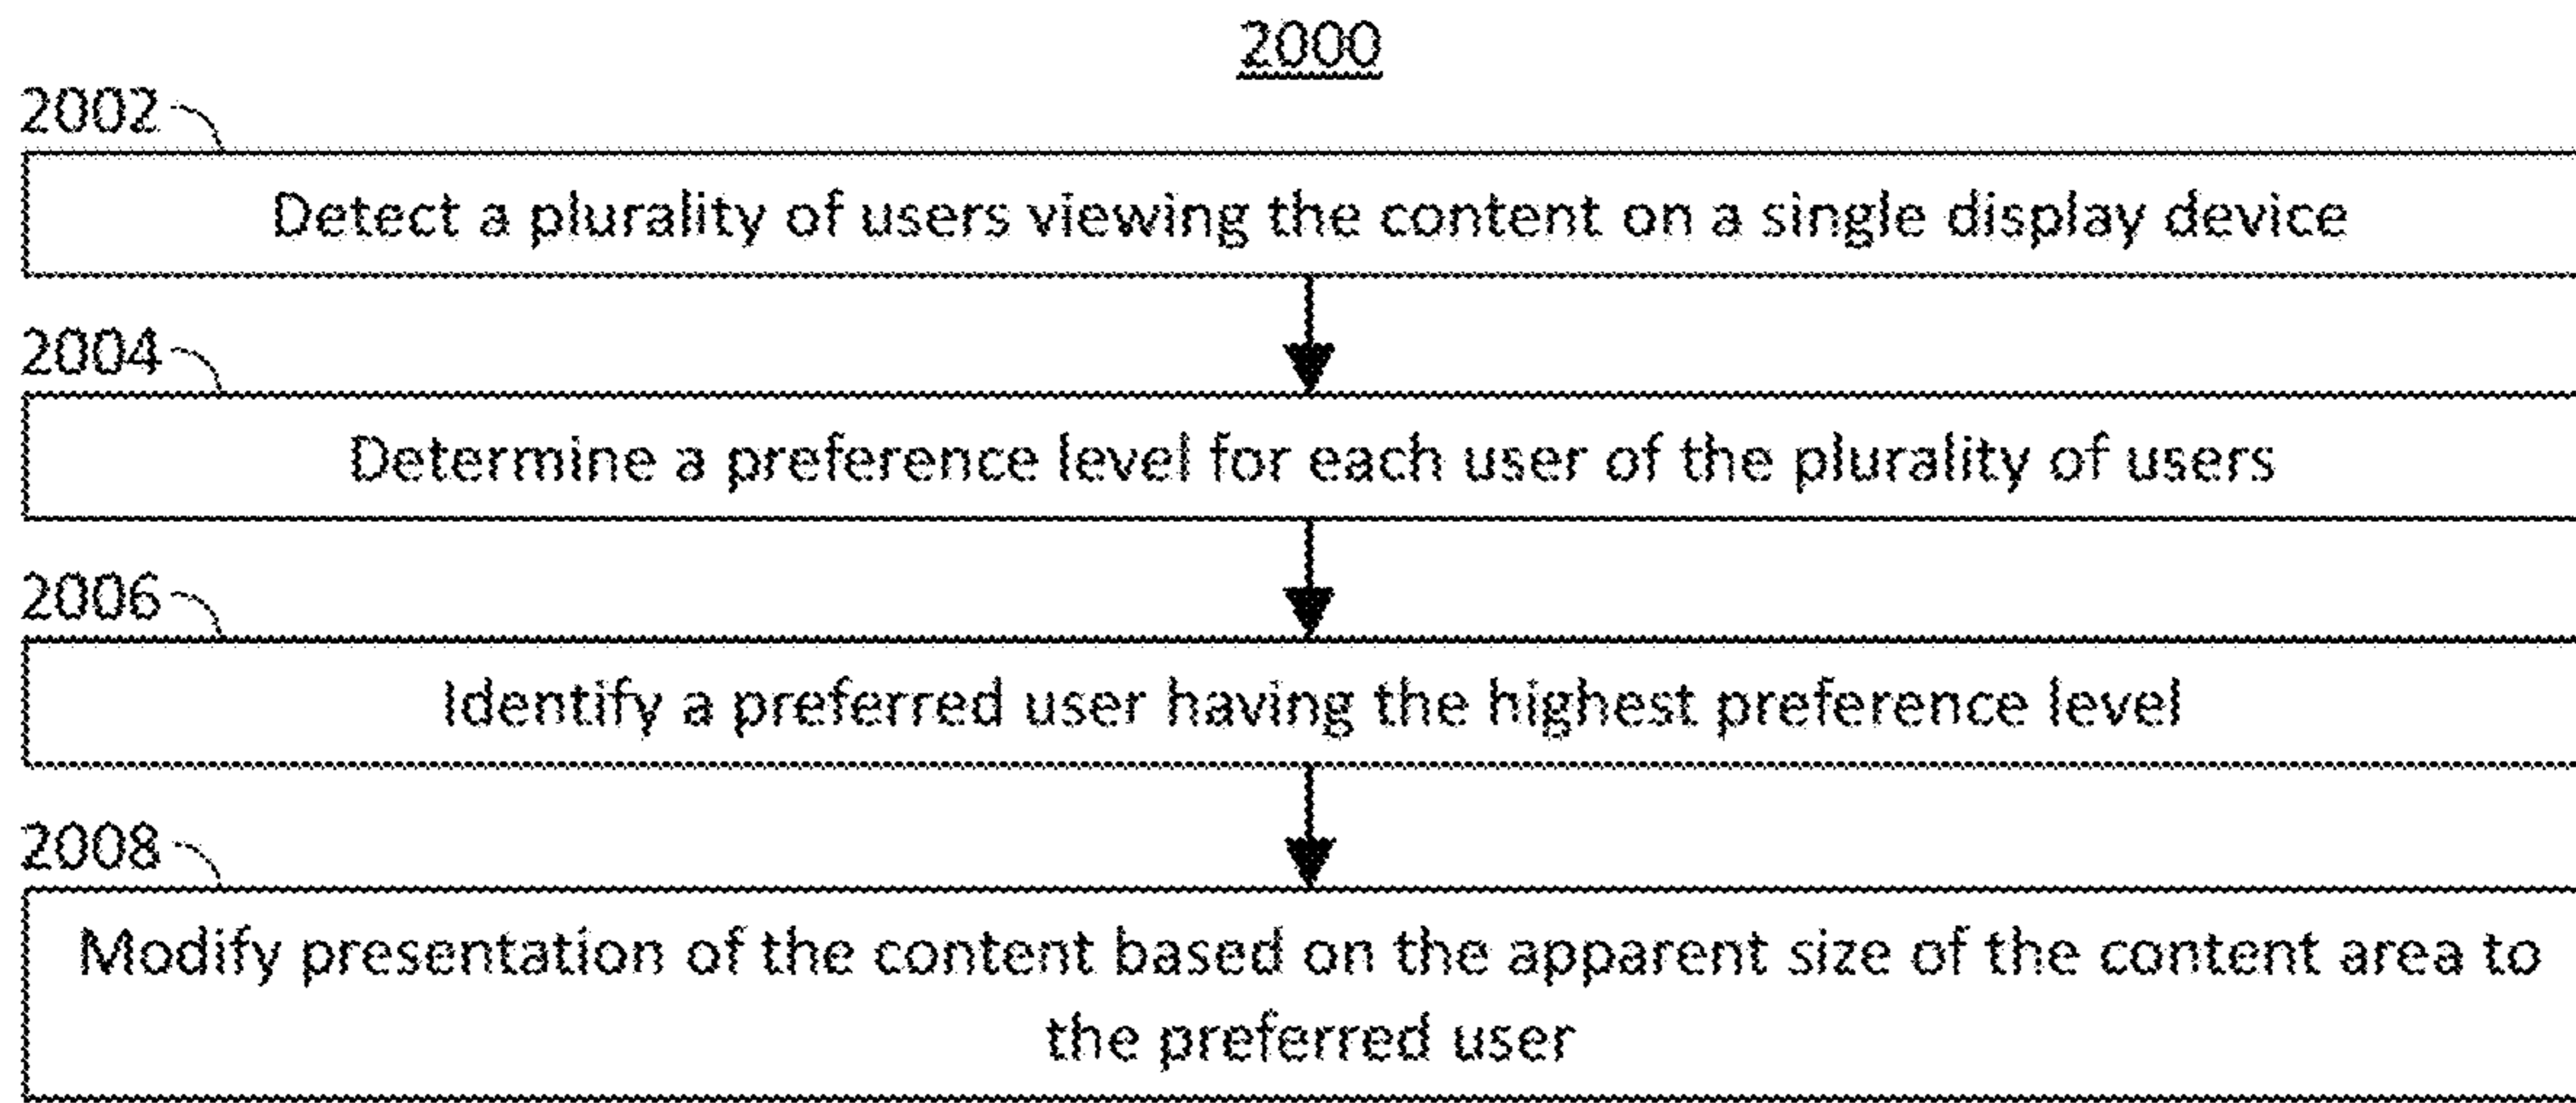 2000
2002
Detect a plurality of users viewing the content on a single display device
2004
Determine a preference level for each user of the plurality of users
2006
Identify a preferred user having the highest preference level
2008
Modify presentation of the content based on the apparent size of the content area to
the preferred user